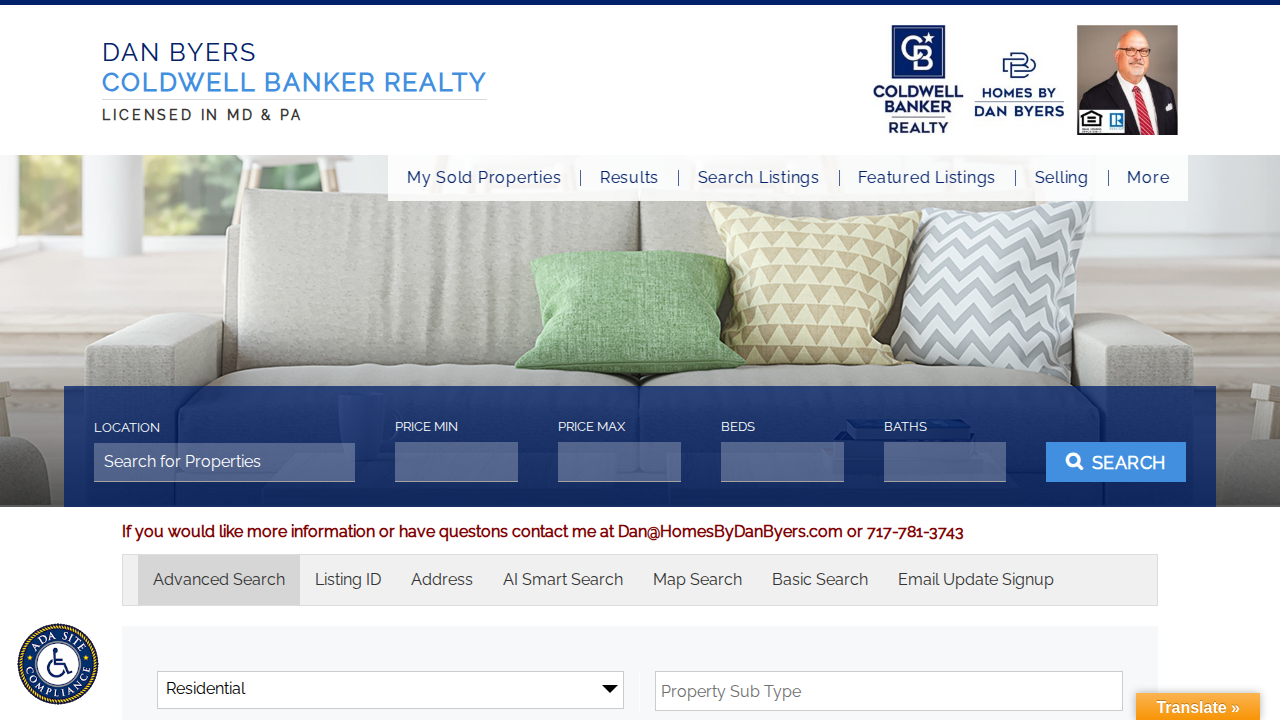 DAN BYERS
COLDWELL BANKER REALTY
LICENSED IN MD & PA
COLDWELL
BANKER
REALTY
HOMES BY
DAN BYERS
My Sold Properties
Results
Search Listings
Featured Listings
Selling
More
LOCATION
PRICE MIN
PRICE MAX
BEDS
BATHS
Search for Properties
SEARCH
If you would like more information or have questons contact me at Dan@HomesByDanByers.com or 717-781-3743
Advanced Search
Listing ID
Address
AI Smart Search
Map Search
Basic Search
Email Update Signup
ADA SITE
COMPLIANCE
Residential
Property Sub Type
Translate »